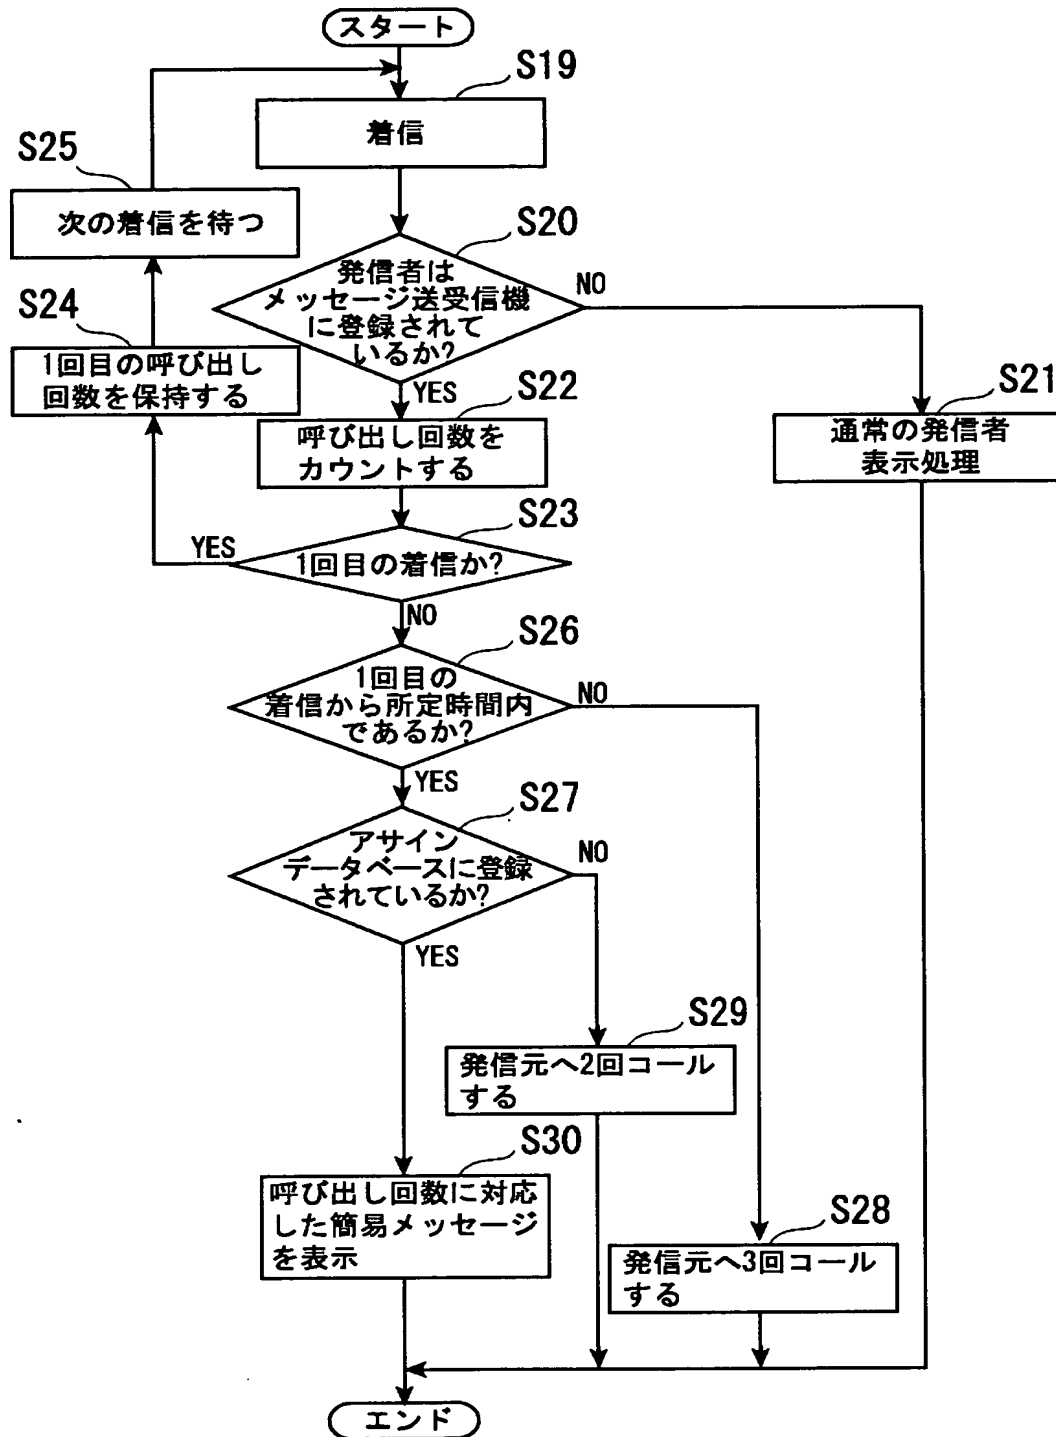 スタート
S19
着信
S25
次の着信を待つ
S20
発信者は
メッセージ送受信機
に登録されて
いるか?
NO
S24
1回目の呼び出し
回数を保持する
YES
S22
呼び出し回数を
カウントする
S21
通常の発信者
表示処理
S23
1回目の着信か?
YES
NO
S26
1回目の
着信から所定時間内
であるか?
NO
YES
S27
アサイン
データベースに登録
されているか?
NO
YES
S29
発信元へ2回コール
する
S30
呼び出し回数に対応
した簡易メッセージ
を表示
S28
発信元へ3回コール
する
エンド